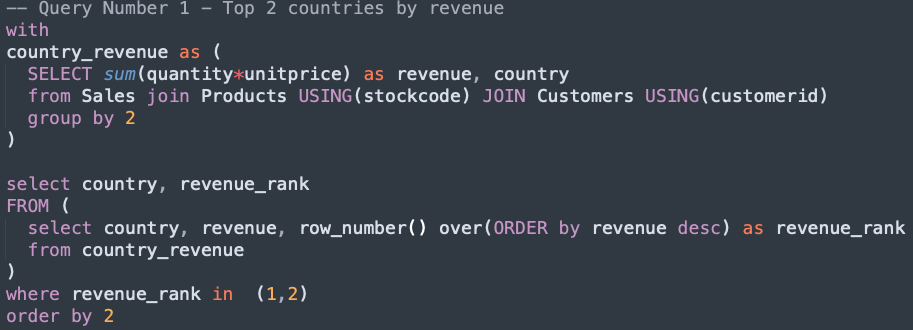 -- Query Number 1 - Top 2 countries by revenue
with
country_revenue as (
  SELECT sum(quantity*unitprice) as revenue, country
  from Sales join Products USING(stockcode) JOIN Customers USING(customerid)
  group by 2
)

select country, revenue_rank
FROM (
  select country, revenue, row_number() over(ORDER by revenue desc) as revenue_rank
  from country_revenue
)
where revenue_rank in  (1,2)
order by 2